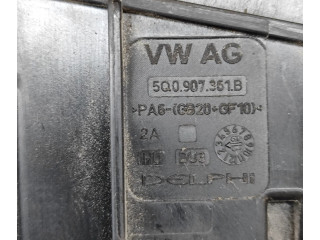 VW AG
5Q0.907.361.B
>PA6-(GB20+GF10)<
2A
DELPHI